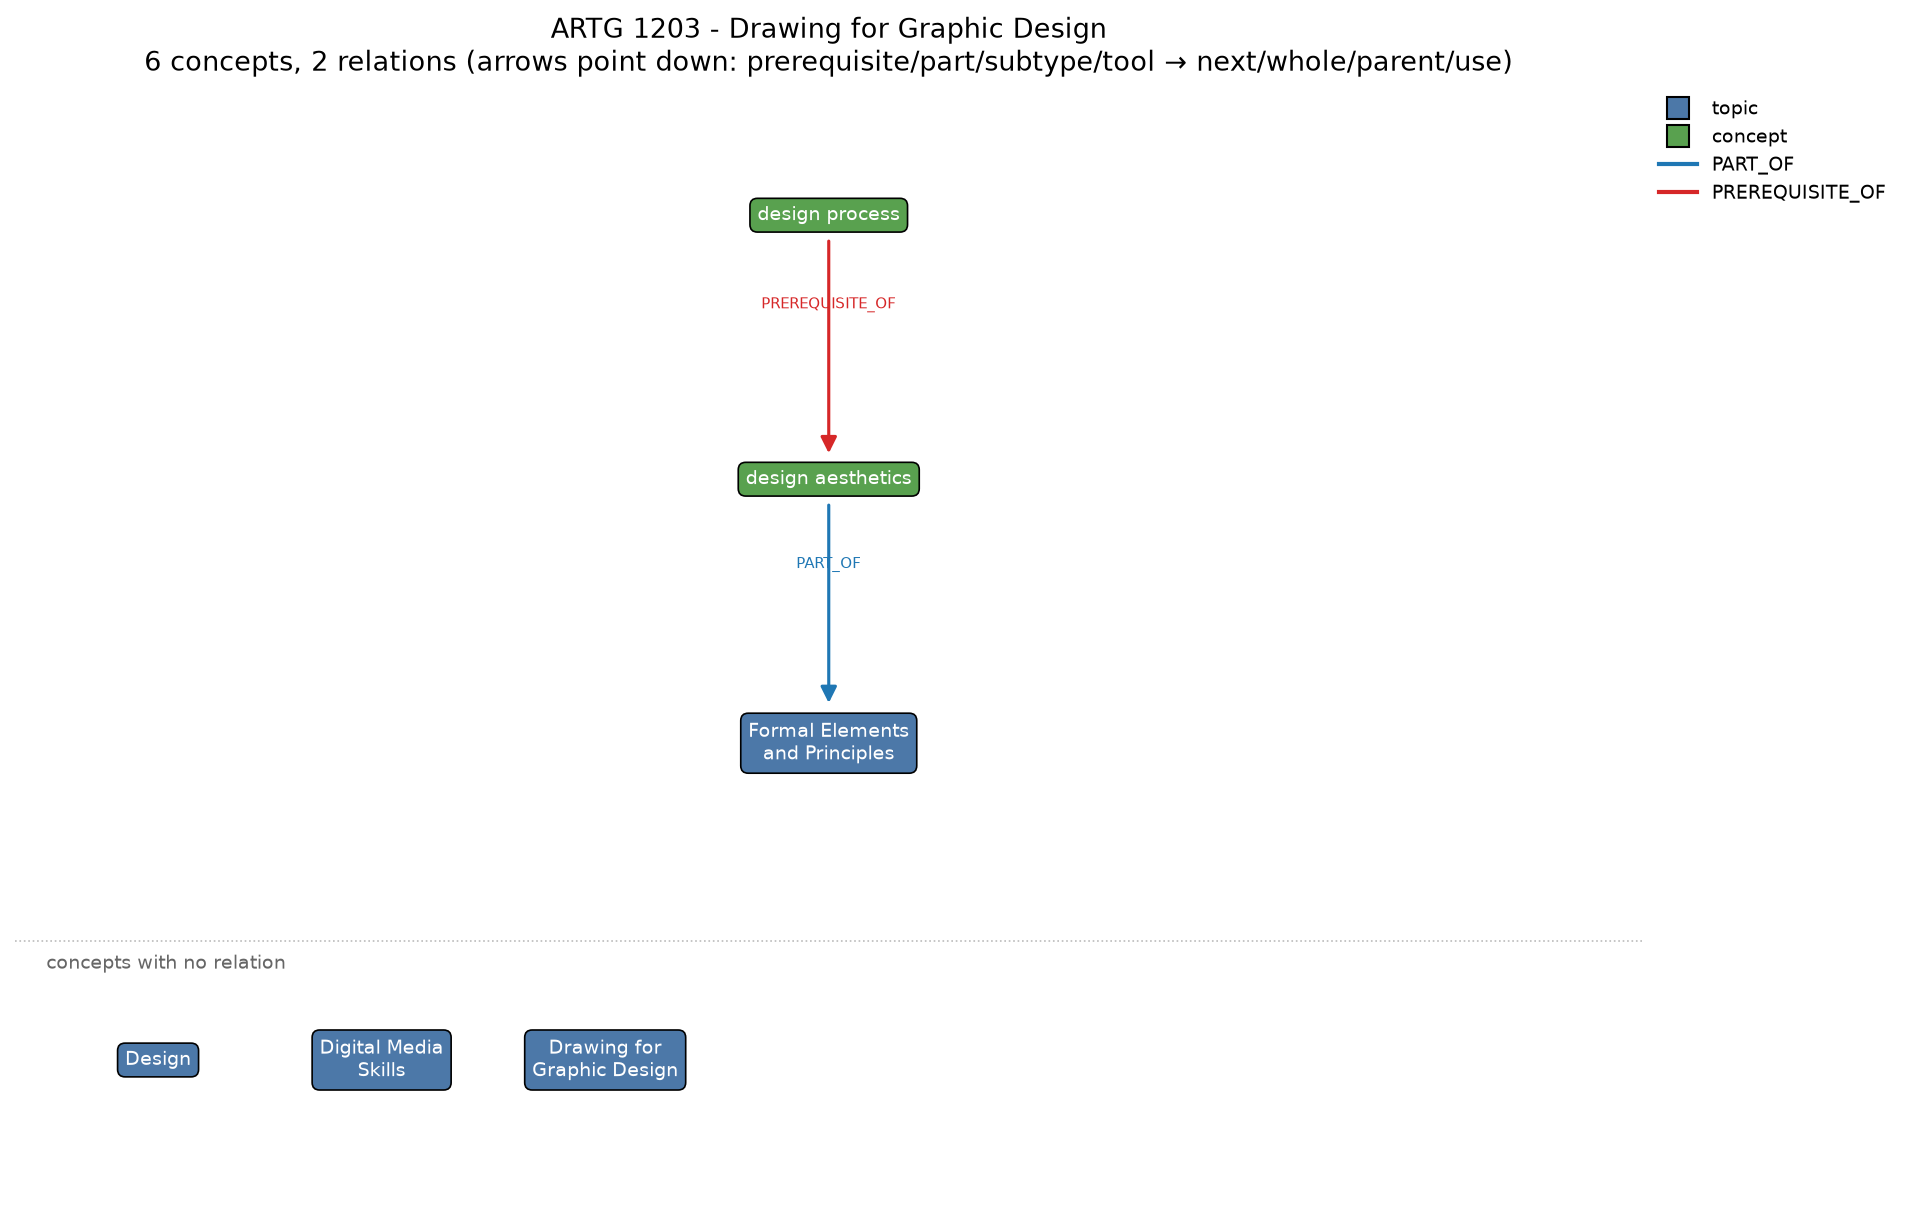 ARTG 1203 - Drawing for Graphic Design
6 concepts, 2 relations (arrows point down: prerequisite/part/subtype/tool → next/whole/parent/use)
topic
concept
PART_OF
PREREQUISITE_OF
design process
PREREQUISITE_OF
design aesthetics
PART_OF
Formal Elements
and Principles
concepts with no relation
Design
Digital Media
Skills
Drawing for
Graphic Design